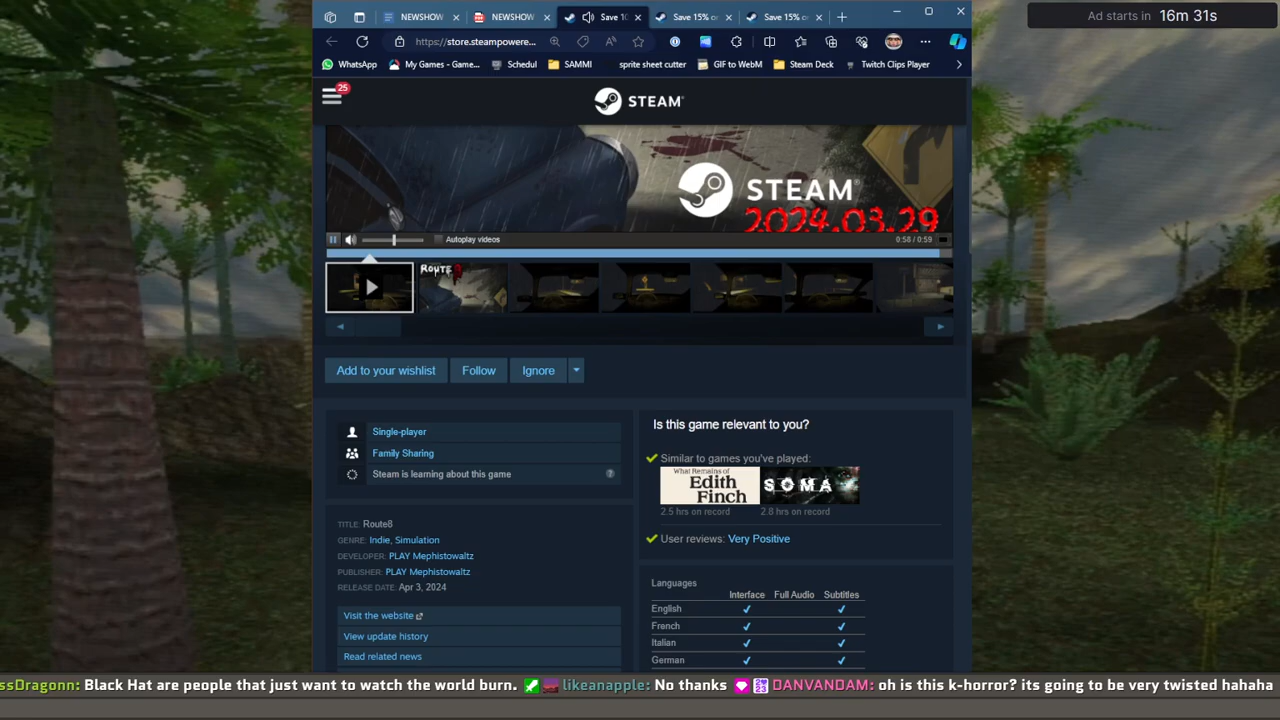 Ad starts in 16m 31s
NEWSHOW
NEWSHOW
Save 10
Save 15% or
Save 15% or
https://store.steampowere...
WhatsApp
My Games - Game...
Schedul
SAMMI
sprite sheet cutter
GIF to WebM
Steam Deck
Twitch Clips Player
25
STEAM
STEAM
2024.03.29
Autoplay videos
0:58 / 0:59
ROUTE 8
Add to your wishlist
Follow
Ignore
Single-player
Family Sharing
Steam is learning about this game
?
TITLE: Route8
GENRE: Indie, Simulation
DEVELOPER: PLAY Mephistowaltz
PUBLISHER: PLAY Mephistowaltz
RELEASE DATE: Apr 3, 2024
Visit the website
View update history
Read related news
Is this game relevant to you?
Similar to games you've played:
What Remains of
Edith
Finch
SOMA
2.5 hrs on record
2.8 hrs on record
User reviews: Very Positive
Languages
Interface Full Audio Subtitles
English
French
Italian
German
ssDragonn: Black Hat are people that just want to watch the world burn. likeanapple: No thanks DANVANDAM: oh is this k-horror? its going to be very twisted hahaha